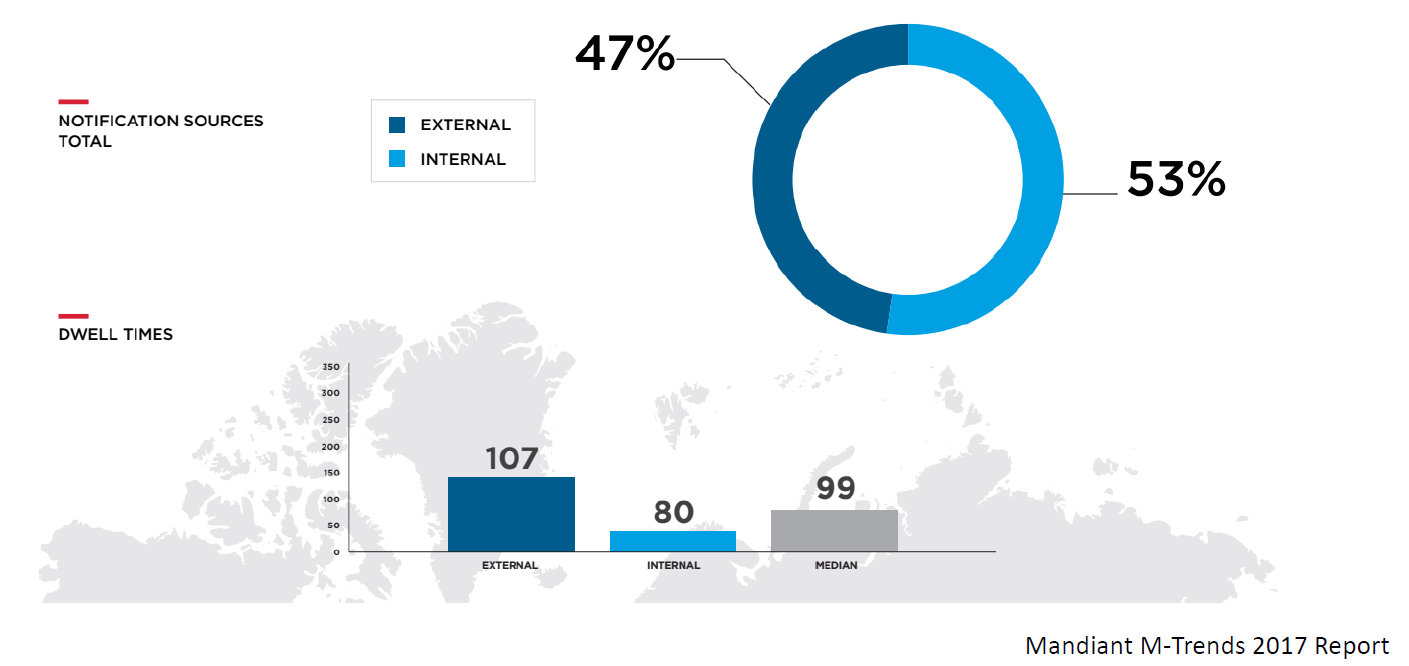 47%
NOTIFICATION SOURCES
TOTAL
EXTERNAL
INTERNAL
53%
DWELL TIMES
350
300
250
200
150
100
50
0
107
80
99
EXTERNAL
INTERNAL
MEDIAN
Mandiant M-Trends 2017 Report